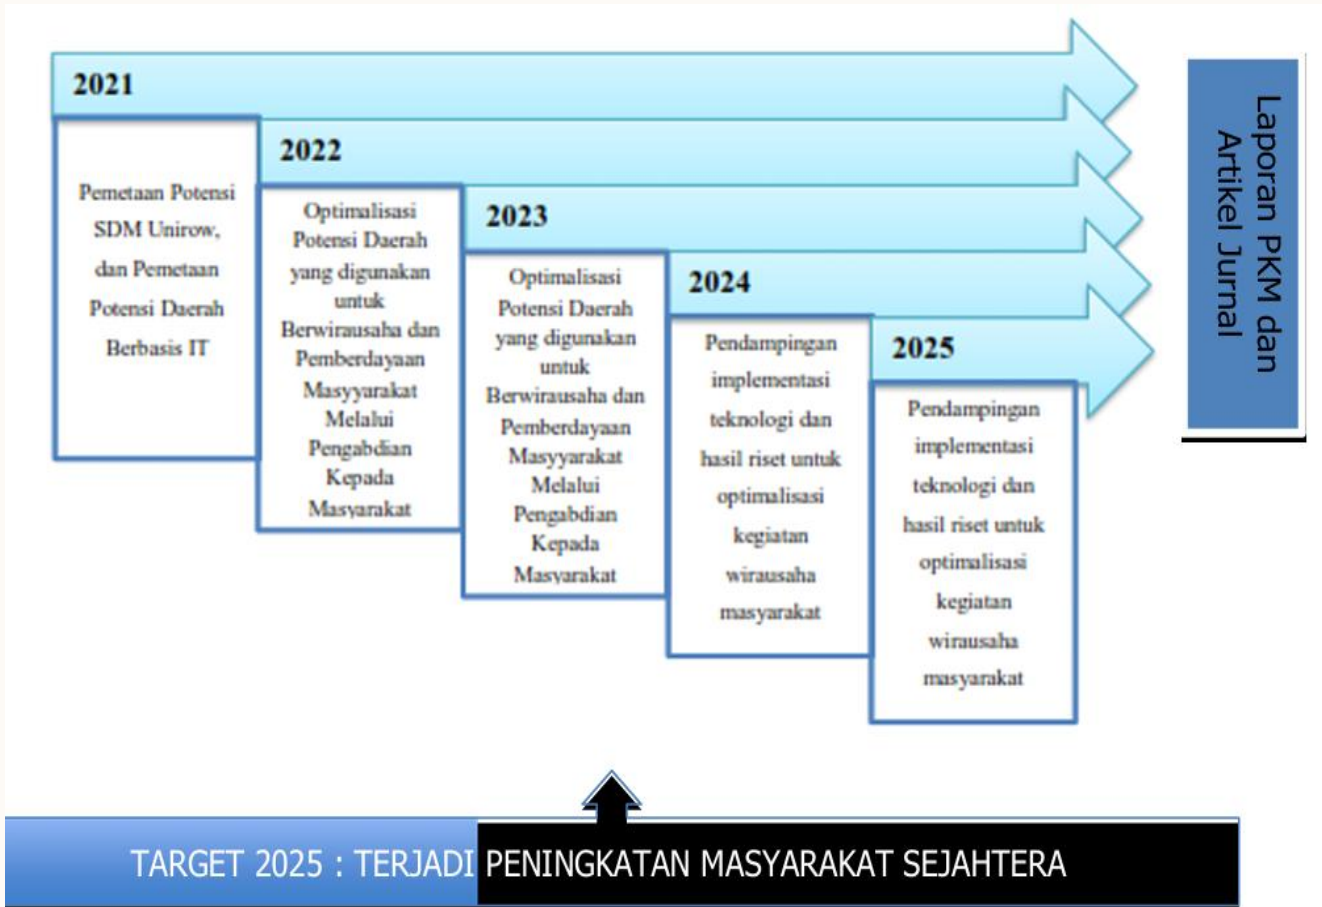 2021
Pemetaan Potensi
SDM Unirow,
dan Pemetaan
Potensi Daerah
Berbasis IT
2022
Optimalisasi
Potensi Daerah
yang digunakan
untuk
Berwirausaha dan
Pemberdayaan
Masyyarakat
Melalui
Pengabdian
Kepada
Masyarakat
2023
Optimalisasi
Potensi Daerah
yang digunakan
untuk
Berwirausaha dan
Pemberdayaan
Masyyarakat
Melalui
Pengabdian
Kepada
Masyarakat
2024
Pendampingan
implementasi
teknologi dan
hasil riset untuk
optimalisasi
kegiatan
wirausaha
masyarakat
2025
Pendampingan
implementasi
teknologi dan
hasil riset untuk
optimalisasi
kegiatan
wirausaha
masyarakat
Laporan PKM dan
Artikel Jurnal
TARGET 2025 : TERJADI PENINGKATAN MASYARAKAT SEJAHTERA